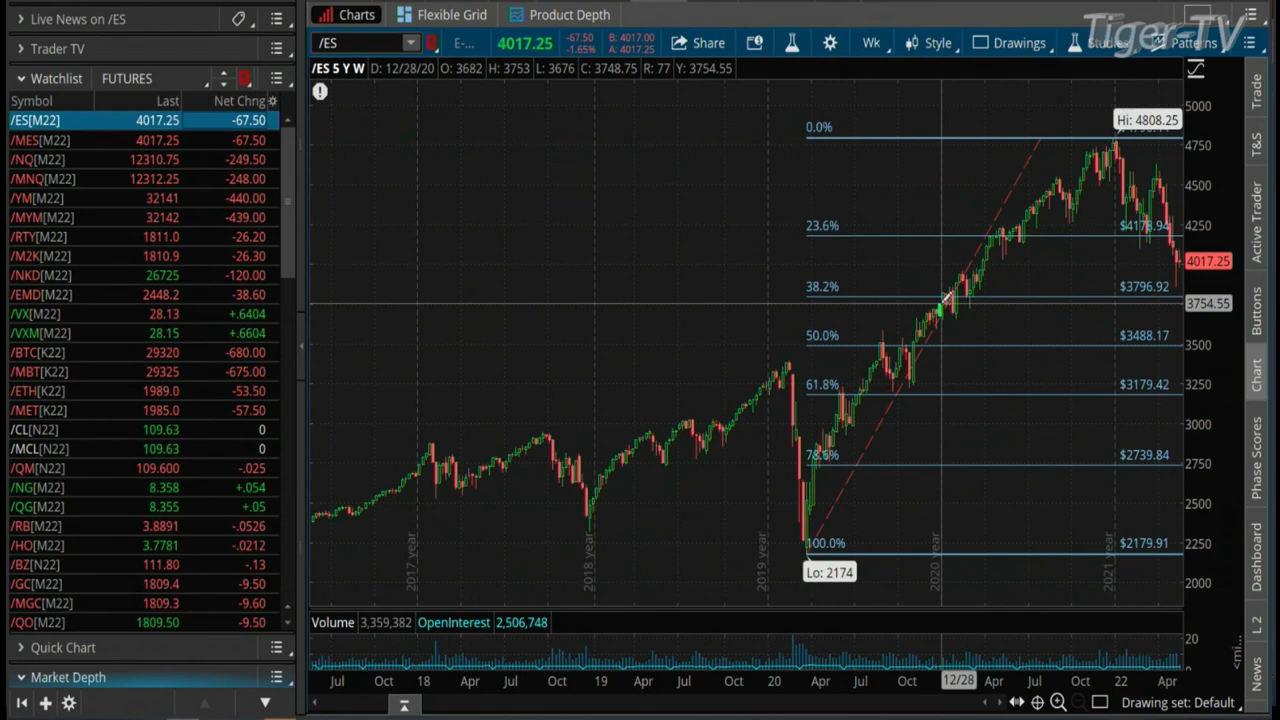 Live News on /ES
Trader TV
Watchlist FUTURES
Symbol Last Net Chng
/ES[M22] 4017.25 -67.50
/MES[M22] 4017.25 -67.50
/NQ[M22] 12310.75 -249.50
/MNQ[M22] 12312.25 -248.00
/YM[M22] 32141 -440.00
/MYM[M22] 32142 -439.00
/RTY[M22] 1811.0 -26.20
/M2K[M22] 1810.9 -26.30
/NKD[M22] 26725 -120.00
/EMD[M22] 2448.2 -38.60
/VX[M22] 28.13 +.6404
/VXM[M22] 28.15 +.6604
/BTC[K22] 29320 -680.00
/MBT[K22] 29325 -675.00
/ETH[K22] 1989.0 -53.50
/MET[K22] 1985.0 -57.50
/CL[N22] 109.63 0
/MCL[N22] 109.63 0
/QM[N22] 109.600 -.025
/NG[M22] 8.358 +.054
/QG[M22] 8.355 +.05
/RB[M22] 3.8891 -.0526
/HO[M22] 3.7781 -.0212
/BZ[N22] 111.80 -.13
/GC[M22] 1809.4 -9.50
/MGC[M22] 1809.3 -9.60
/QO[M22] 1809.50 -9.50
Quick Chart
Market Depth
Charts Flexible Grid Product Depth
Tiger-TV
/ES E-... 4017.25 -67.50 -1.65% B: 4017.00 A: 4017.25 Share Wk Style Drawings Studies Patterns
/ES 5 Y W D: 12/28/20 O: 3682 H: 3753 L: 3676 C: 3748.75 R: 77 Y: 3754.55
Hi: 4808.25
0.0%
23.6% $4178.94
38.2% $3796.92
50.0% $3488.17
61.8% $3179.42
78.6% $2739.84
100.0% $2179.91
Lo: 2174
5000
4750
4500
4250
4017.25
3754.55
3500
3250
3000
2750
2500
2250
2000
2017 year 2018 year 2019 year 2020 year 2021 year
Volume 3,359,382 OpenInterest 2,506,748
20
10
0
<mi...
Jul Oct 18 Apr Jul Oct 19 Apr Jul Oct 20 Apr Jul Oct 12/28 Apr Jul Oct 22 Apr
Drawing set: Default
Trade
T&S
Active Trader
Buttons
Chart
Phase Scores
Dashboard
L 2
News